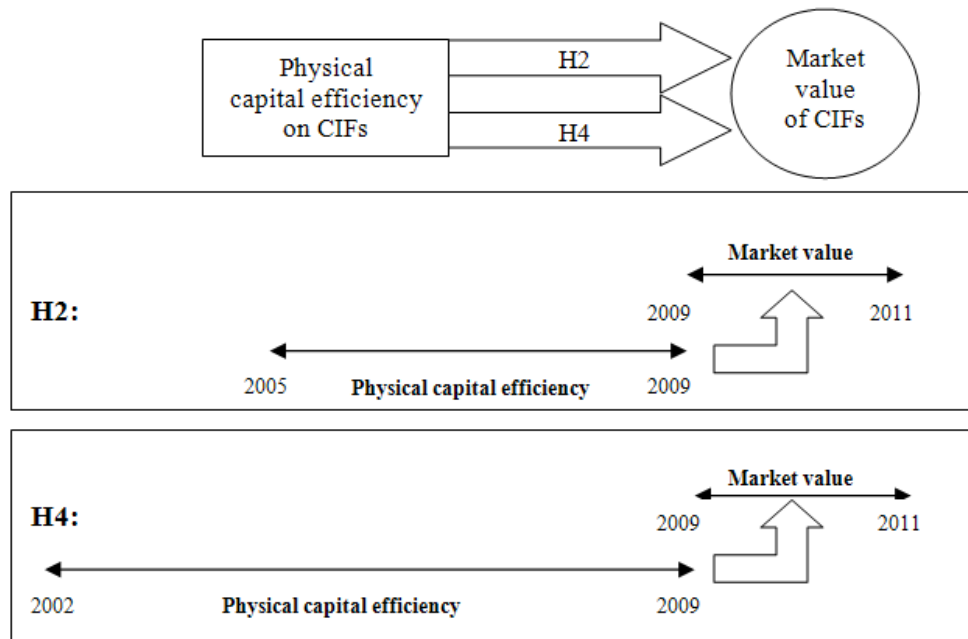 Physical
capital efficiency
on CIFs
H2
H4
Market
value
of CIFs
H2:
Market value
2009 2011
2005 Physical capital efficiency 2009
H4:
Market value
2009 2011
2002 Physical capital efficiency 2009